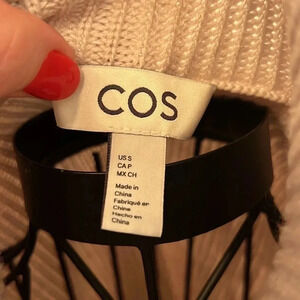 COS
US S
CA P
MX CH
Made in
China
Fabriqué en
Chine
Hecho en
China